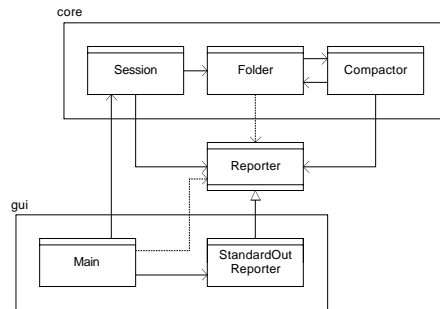 core
Session
Folder
Compactor
Reporter
gui
Main
StandardOut
Reporter